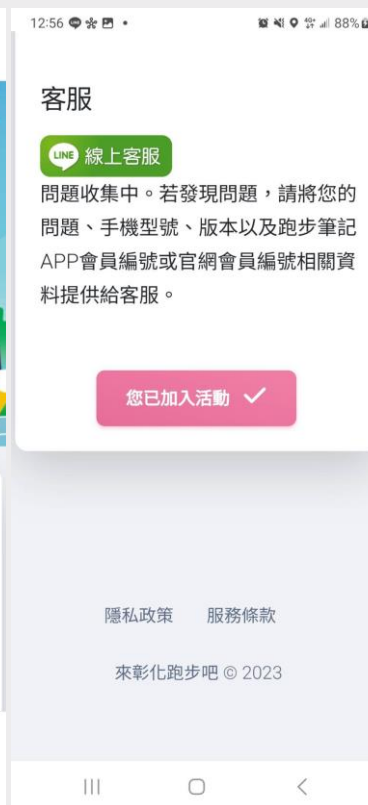 12:56
88%
客服
LINE 線上客服
問題收集中。若發現問題，請將您的
問題、手機型號、版本以及跑步筆記
APP會員編號或官網會員編號相關資
料提供給客服。
您已加入活動
隱私政策 服務條款
來彰化跑步吧 © 2023